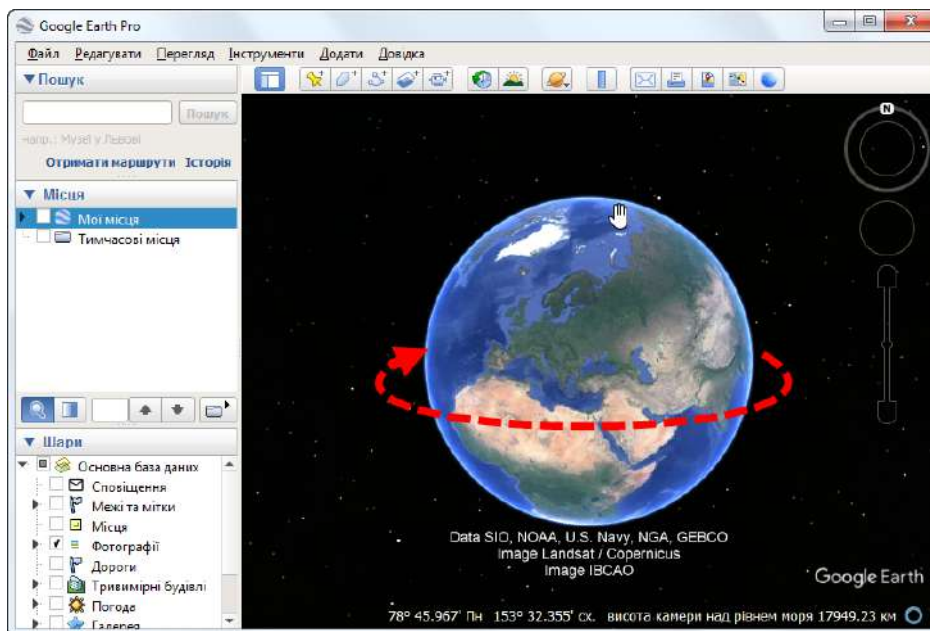 Google Earth Pro
Файл Редагувати Перегляд Інструменти Додати Довідка
Пошук
Пошук
напр.: Музеї у Львові
Отримати маршрути Історія
Місця
Мої місця
Тимчасові місця
Шари
Основна база даних
Сповіщення
Межі та мітки
Місця
Фотографії
Дороги
Тривимірні будівлі
Погода
Галерея
N
Data SIO, NOAA, U.S. Navy, NGA, GEBCO
Image Landsat / Copernicus
Image IBCAO
Google Earth
78° 45.967' Пн 153° 32.355' сх. висота камери над рівнем моря 17949.23 км